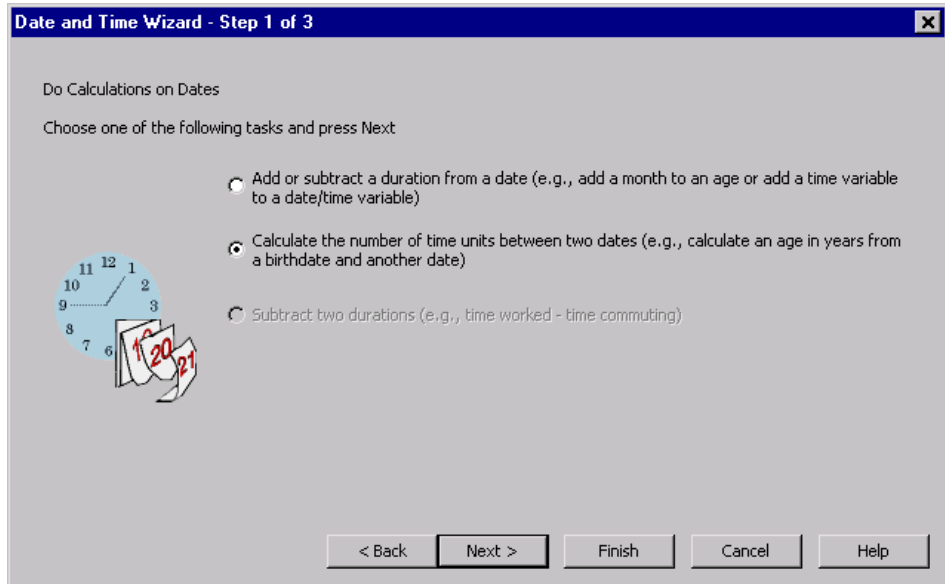 Date and Time Wizard - Step 1 of 3
Do Calculations on Dates
Choose one of the following tasks and press Next
Add or subtract a duration from a date (e.g., add a month to an age or add a time variable
to a date/time variable)
Calculate the number of time units between two dates (e.g., calculate an age in years from
a birthdate and another date)
Subtract two durations (e.g., time worked - time commuting)
11 12 1
10 2
9 3
8
7 6
20
21
< Back Next > Finish Cancel Help